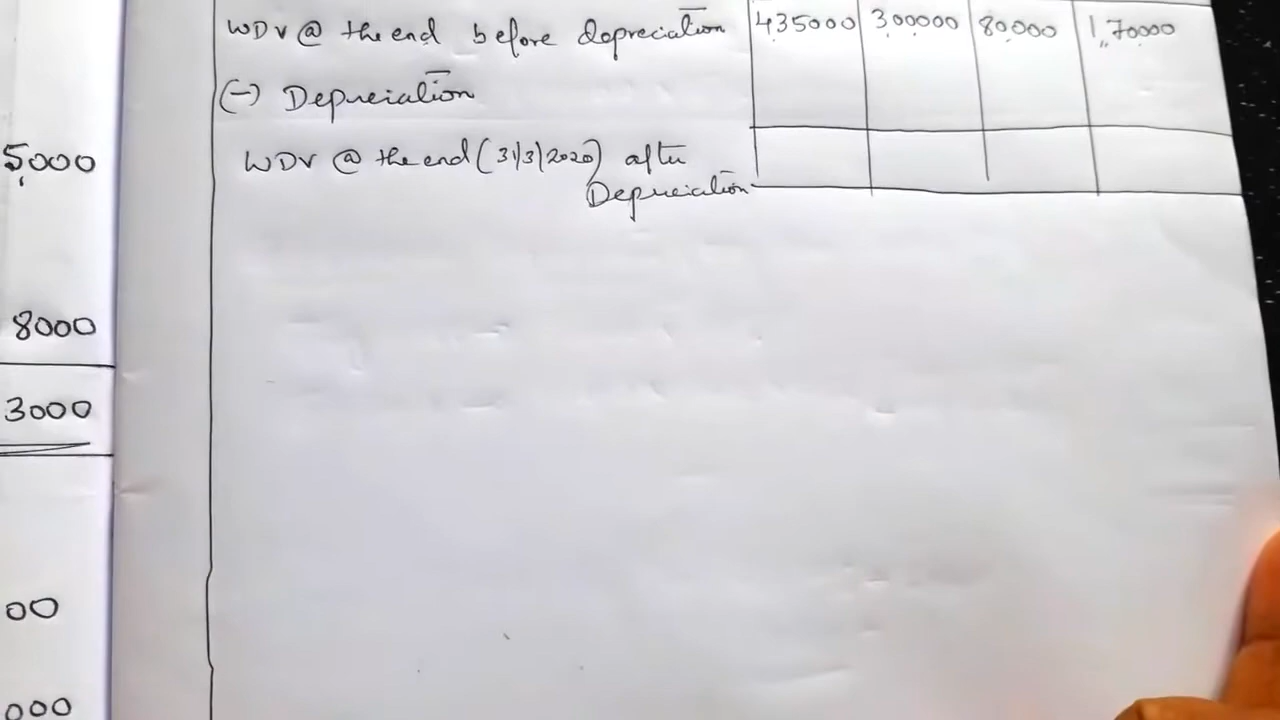 WDV @ the end before depreciation 435000 300000 80000 1,70000
(-) Depreciation
WDV @ the end (31/3/2020) after
Depreciation
5,000
8000
3000
00
000